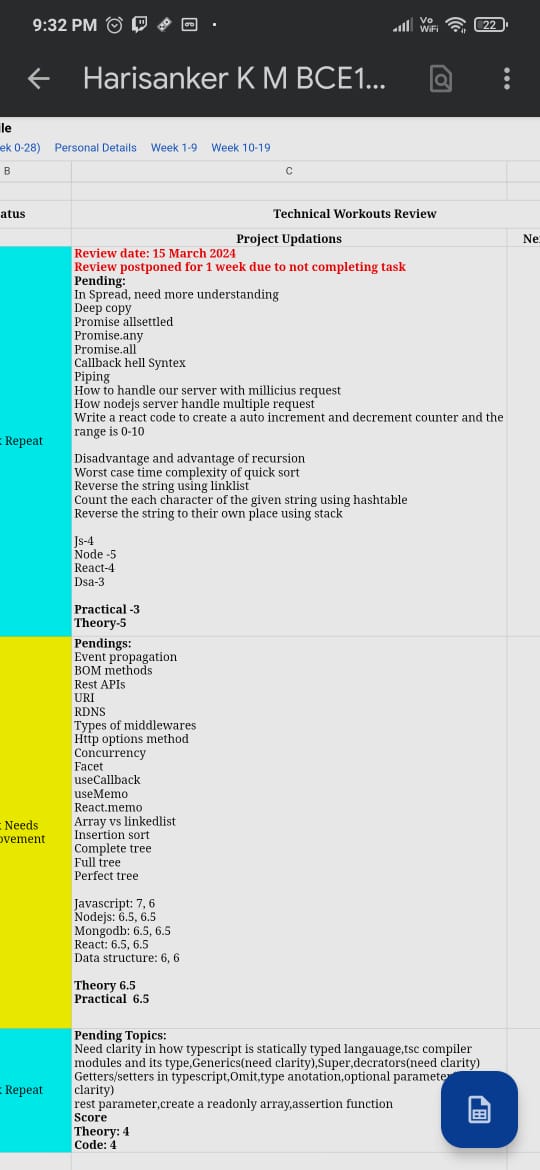 9:32 PM
Vo
WiFi
22
Harisanker K M BCE1...
le
ek 0-28) Personal Details Week 1-9 Week 10-19
B C
atus Technical Workouts Review
Project Updations Ne
Review date: 15 March 2024
Review postponed for 1 week due to not completing task
Pending:
In Spread, need more understanding
Deep copy
Promise allsettled
Promise.any
Promise.all
Callback hell Syntex
Piping
How to handle our server with millicius request
How nodejs server handle multiple request
Write a react code to create a auto increment and decrement counter and the
range is 0-10
Repeat
Disadvantage and advantage of recursion
Worst case time complexity of quick sort
Reverse the string using linklist
Count the each character of the given string using hashtable
Reverse the string to their own place using stack
Js-4
Node -5
React-4
Dsa-3
Practical -3
Theory-5
Pendings:
Event propagation
BOM methods
Rest APIs
URI
RDNS
Types of middlewares
Http options method
Concurrency
Facet
useCallback
useMemo
React.memo
Array vs linkedlist
Needs
Insertion sort
ovement
Complete tree
Full tree
Perfect tree
Javascript: 7, 6
Nodejs: 6.5, 6.5
Mongodb: 6.5, 6.5
React: 6.5, 6.5
Data structure: 6, 6
Theory 6.5
Practical 6.5
Pending Topics:
Need clarity in how typescript is statically typed langauage,tsc compiler
modules and its type,Generics(need clarity),Super,decrators(need clarity)
Getters/setters in typescript,Omit,type anotation,optional parameter
clarity)
Repeat
rest parameter,create a readonly array,assertion function
Score
Theory: 4
Code: 4